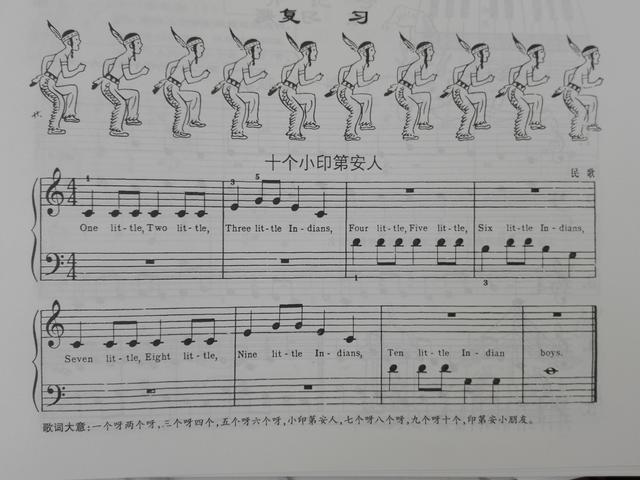 复 习
十个小印第安人
民 歌
1 3 5
4 4
One lit-tle, Two lit-tle, Three lit-tle In-dians, Four lit-tle, Five lit-tle, Six lit-tle In-dians,
4 4
1 3
Seven lit-tle, Eight lit-tle, Nine lit-tle In-dians, Ten lit-tle In-dian boys.
歌词大意:一个呀两个呀,三个呀四个,五个呀六个呀,小印第安人,七个呀八个呀,九个呀十个,印第安小朋友。